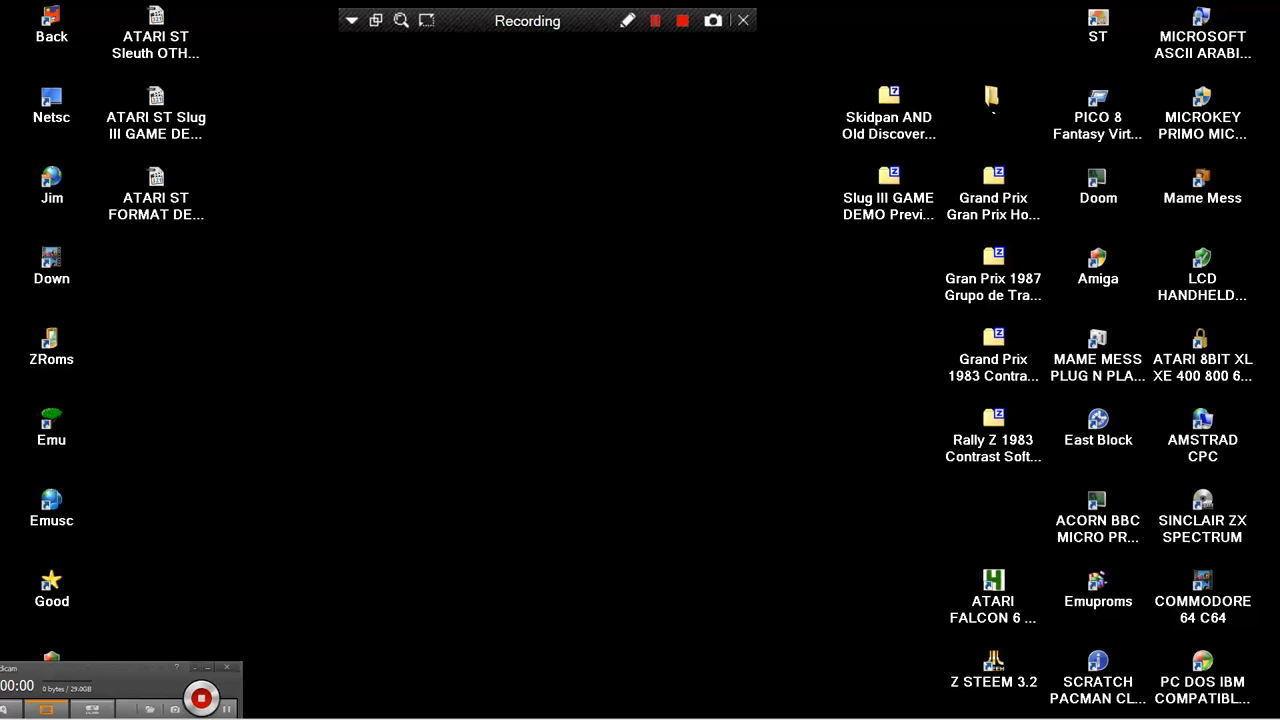 Recording
Back
ATARI ST
Sleuth OTH...
ST
MICROSOFT
ASCII ARABI...
Netsc
ATARI ST Slug
III GAME DE...
Skidpan AND
Old Discover...
`
PICO 8
Fantasy Virt...
MICROKEY
PRIMO MIC...
Jim
ATARI ST
FORMAT DE...
Slug III GAME
DEMO Previ...
Grand Prix
Gran Prix Ho...
Doom
Mame Mess
Down
Gran Prix 1987
Grupo de Tra...
Amiga
LCD
HANDHELD...
ZRoms
Grand Prix
1983 Contra...
MAME MESS
PLUG N PLA...
ATARI 8BIT XL
XE 400 800 6...
Emu
Rally Z 1983
Contrast Soft...
East Block
AMSTRAD
CPC
Emusc
ACORN BBC
MICRO PR...
SINCLAIR ZX
SPECTRUM
Good
ATARI
FALCON 6 ...
Emuproms
COMMODORE
64 C64
dicam
00:00
0 bytes / 29.0GB
Z STEEM 3.2
SCRATCH
PACMAN CL...
PC DOS IBM
COMPATIBL...